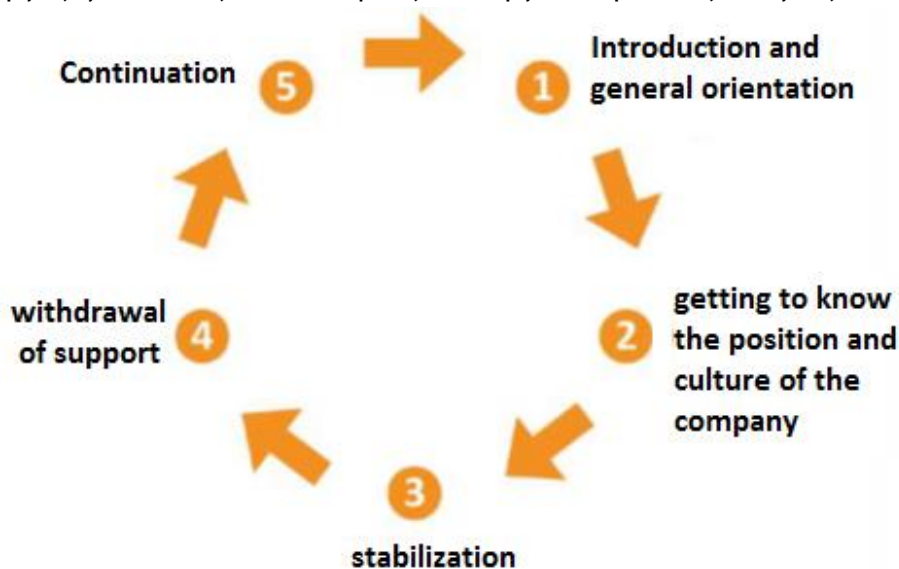 1
Introduction and
general orientation
2
getting to know
the position and
culture of the
company
3
stabilization
4
withdrawal
of support
5
Continuation